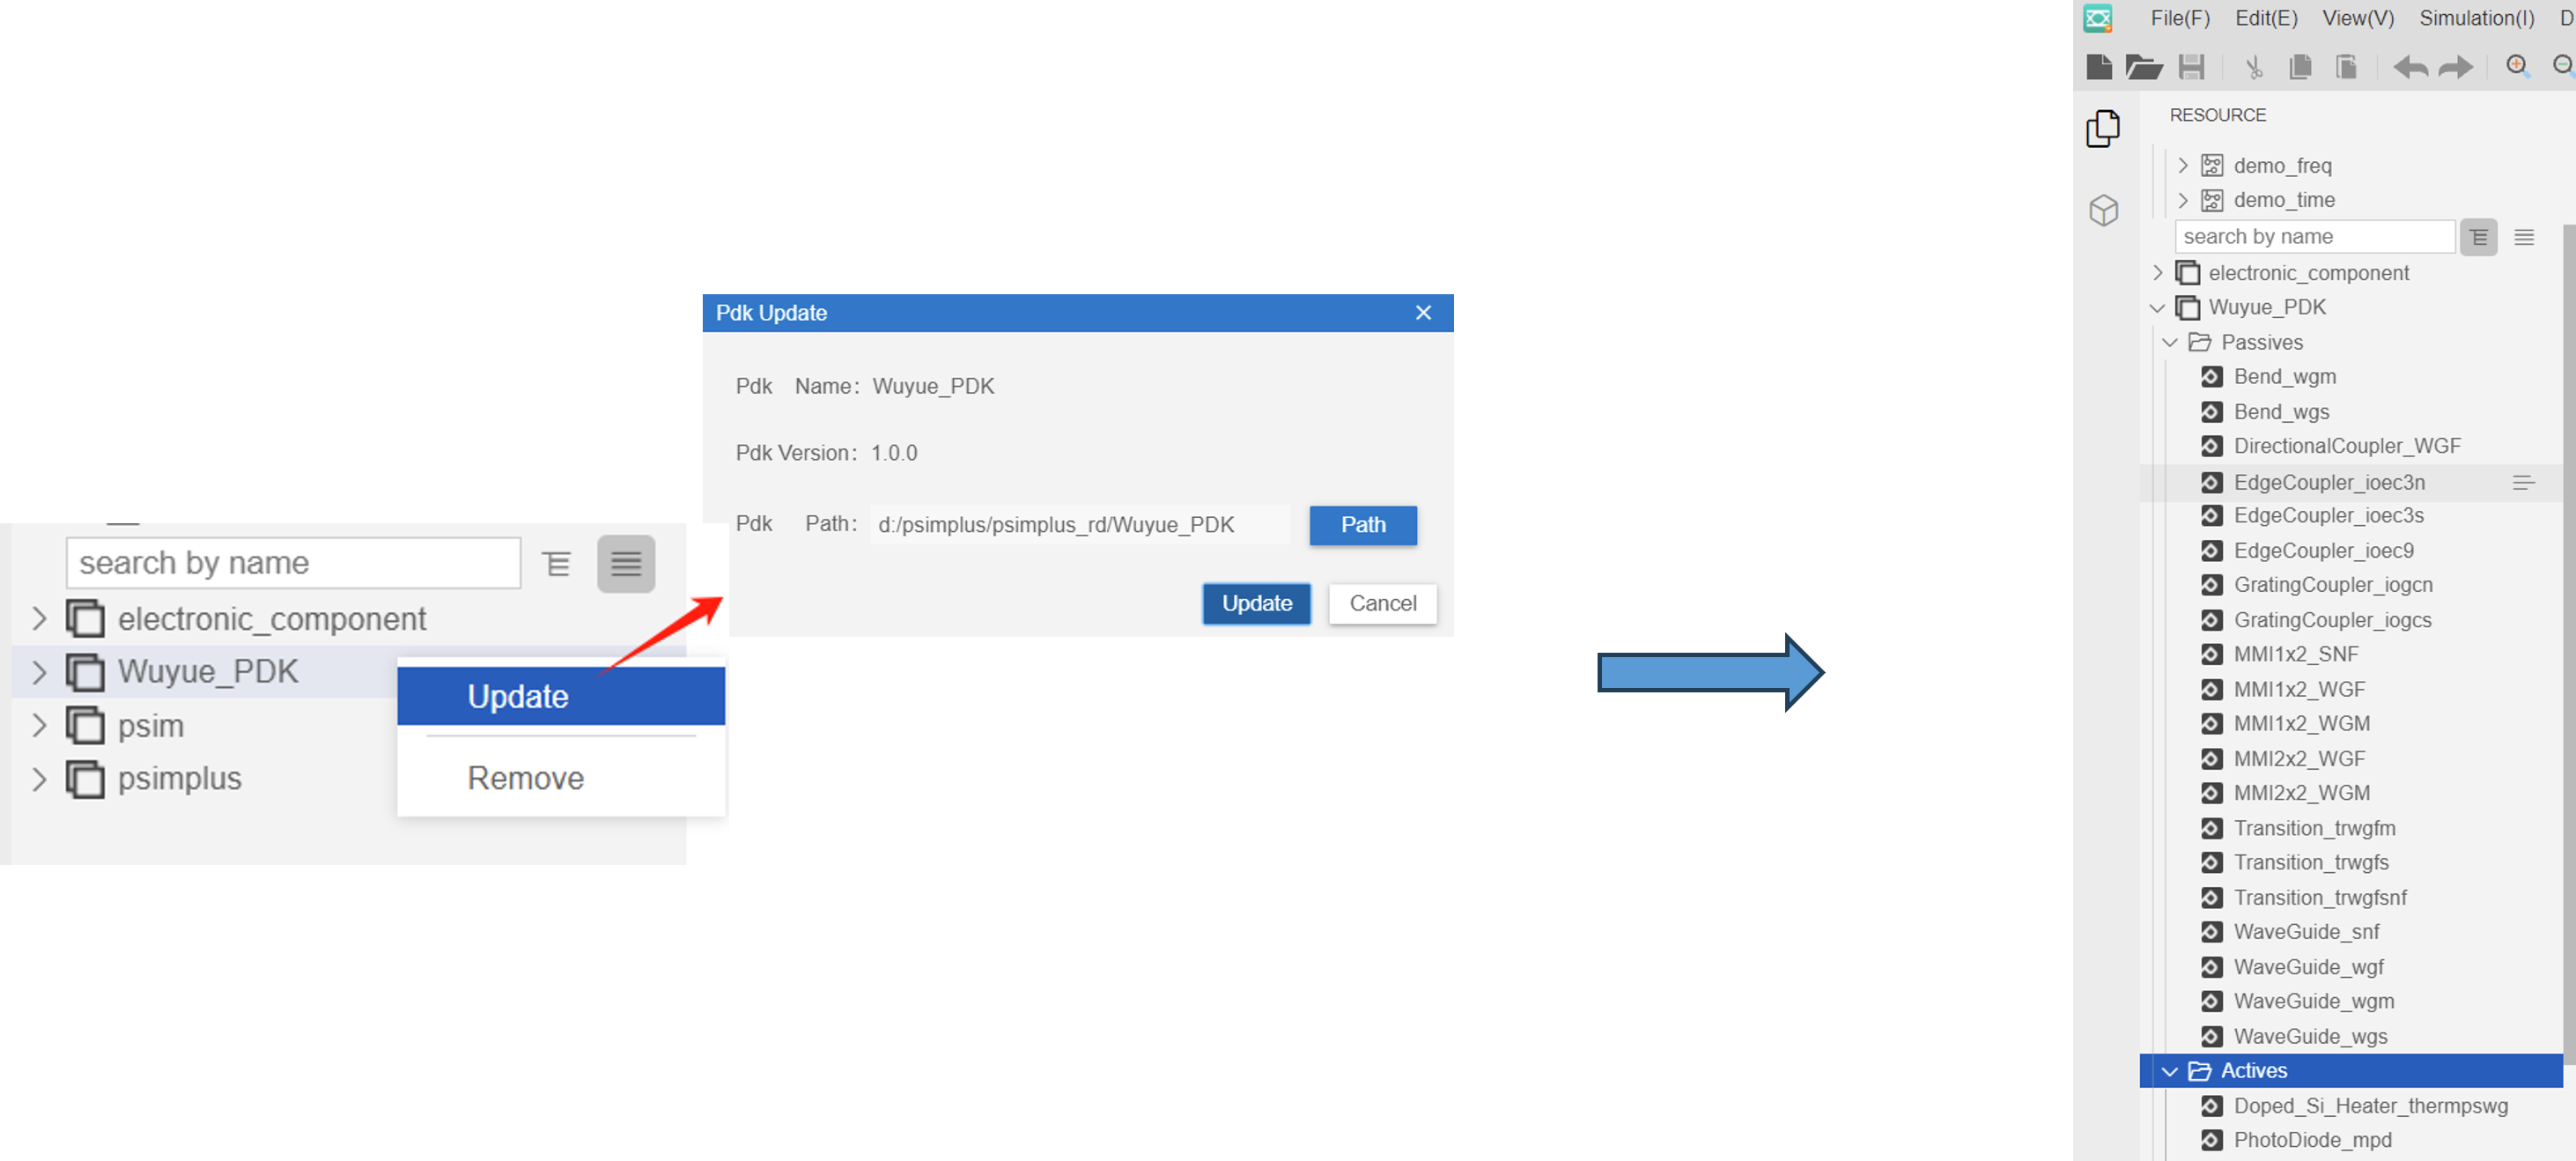 search by name
electronic_component
Wuyue_PDK
psim
psimplus
Update
Remove
Pdk Update
Pdk Name: Wuyue_PDK
Pdk Version: 1.0.0
Pdk Path: d:/psimplus/psimplus_rd/Wuyue_PDK Path
Update Cancel
File(F) Edit(E) View(V) Simulation(I) D
RESOURCE
demo_freq
demo_time
search by name
electronic_component
Wuyue_PDK
Passives
Bend_wgm
Bend_wgs
DirectionalCoupler_WGF
EdgeCoupler_ioec3n
EdgeCoupler_ioec3s
EdgeCoupler_ioec9
GratingCoupler_iogcn
GratingCoupler_iogcs
MMI1x2_SNF
MMI1x2_WGF
MMI1x2_WGM
MMI2x2_WGF
MMI2x2_WGM
Transition_trwgfm
Transition_trwgfs
Transition_trwgfsnf
WaveGuide_snf
WaveGuide_wgf
WaveGuide_wgm
WaveGuide_wgs
Actives
Doped_Si_Heater_thermpswg
PhotoDiode_mpd